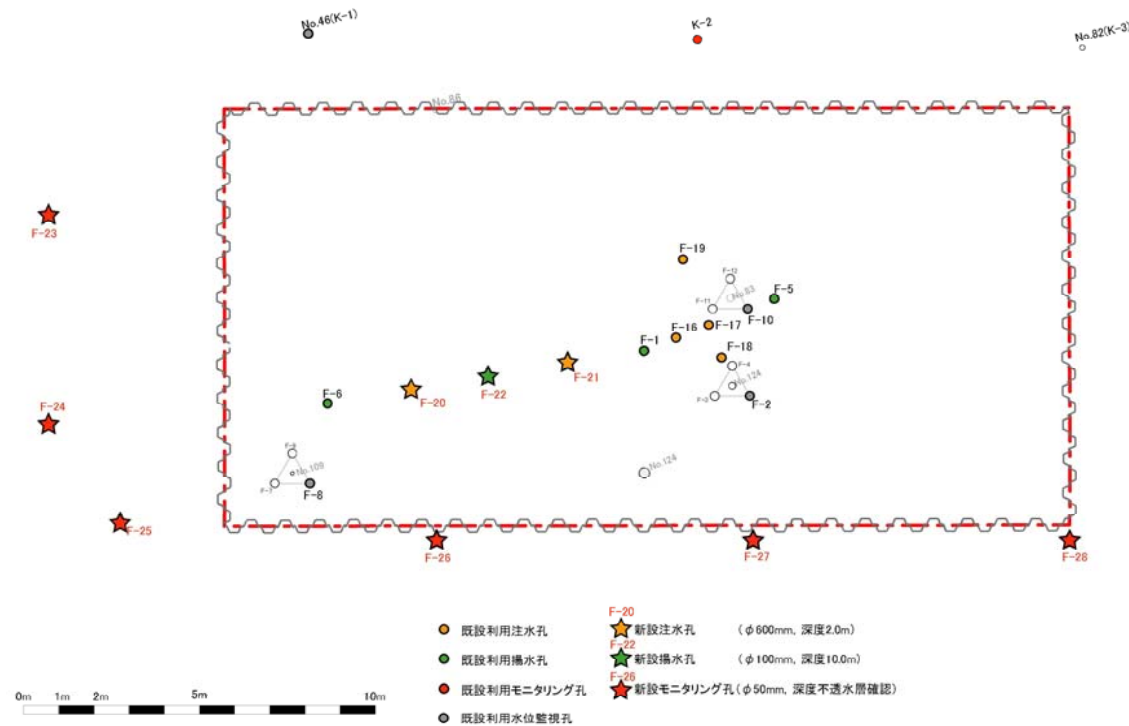 No.46(K-1)
K-2
No.82(K-3)
No.86
F-23
F-19
F-12
No.83
F-5
F-11
F-10
F-17
F-16
F-1
F-18
F-4
No.124
F-3
F-2
F-21
F-22
F-20
F-6
F-24
No.109
F-7
F-8
No.124
F-25
F-26
F-27
F-28
既設利用注水孔
既設利用揚水孔
既設利用モニタリング孔
既設利用水位監視孔
F-20
新設注水孔 (φ600mm, 深度2.0m)
F-22
新設揚水孔 (φ100mm, 深度10.0m)
F-26
新設モニタリング孔(φ50mm, 深度不透水層確認)
0m 1m 2m 5m 10m